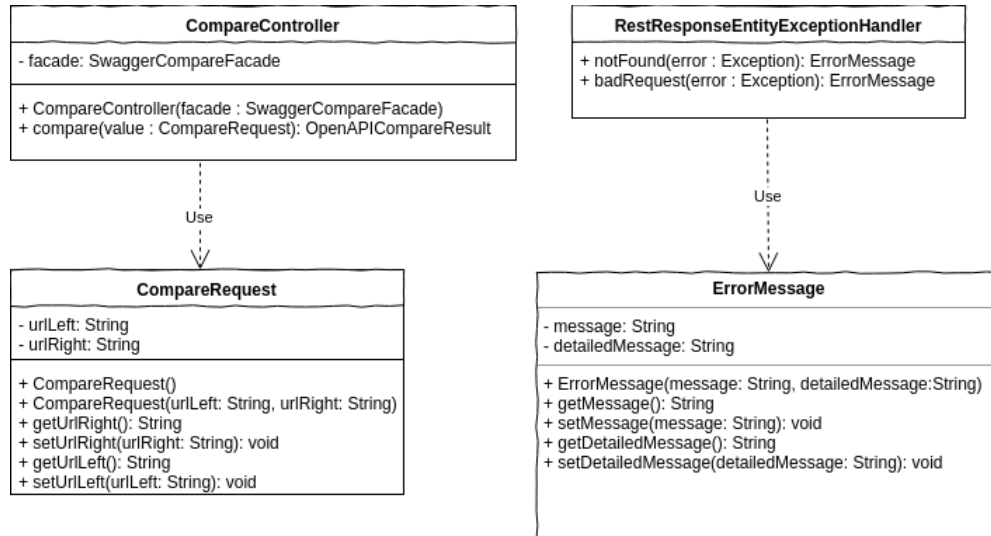 CompareController
- facade: SwaggerCompareFacade
+ CompareController(facade : SwaggerCompareFacade)
+ compare(value : CompareRequest): OpenAPICompareResult
Use
CompareRequest
- urlLeft: String
- urlRight: String
+ CompareRequest()
+ CompareRequest(urlLeft: String, urlRight: String)
+ getUrlRight(): String
+ setUrlRight(urlRight: String): void
+ getUrlLeft(): String
+ setUrlLeft(urlLeft: String): void
RestResponseEntityExceptionHandler
+ notFound(error : Exception): ErrorMessage
+ badRequest(error : Exception): ErrorMessage
Use
ErrorMessage
- message: String
- detailedMessage: String
+ ErrorMessage(message: String, detailedMessage:String)
+ getMessage(): String
+ setMessage(message: String): void
+ getDetailedMessage(): String
+ setDetailedMessage(detailedMessage: String): void